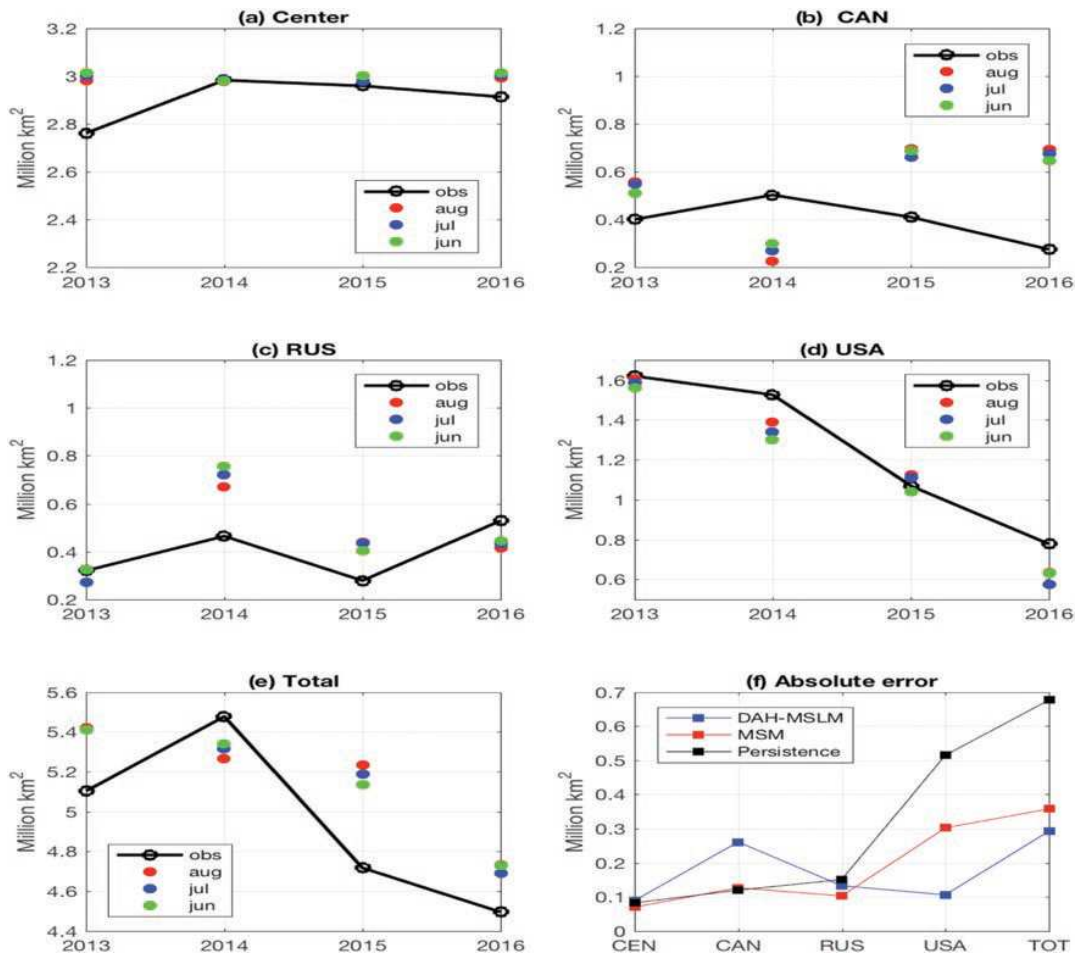 (a) Center
3.2
3
2.8
2.6
2.4
2.2
Million km²
2013 2014 2015 2016
obs
aug
jul
jun
(b) CAN
1.2
1
0.8
0.6
0.4
0.2
Million km²
2013 2014 2015 2016
obs
aug
jul
jun
(c) RUS
1.2
1
0.8
0.6
0.4
0.2
Million km²
2013 2014 2015 2016
obs
aug
jul
jun
(d) USA
1.6
1.4
1.2
1
0.8
0.6
Million km²
2013 2014 2015 2016
obs
aug
jul
jun
(e) Total
5.6
5.4
5.2
5
4.8
4.6
4.4
Million km²
2013 2014 2015 2016
obs
aug
jul
jun
(f) Absolute error
0.7
0.6
0.5
0.4
0.3
0.2
0.1
0
Million km²
CEN CAN RUS USA TOT
DAH-MSLM
MSM
Persistence